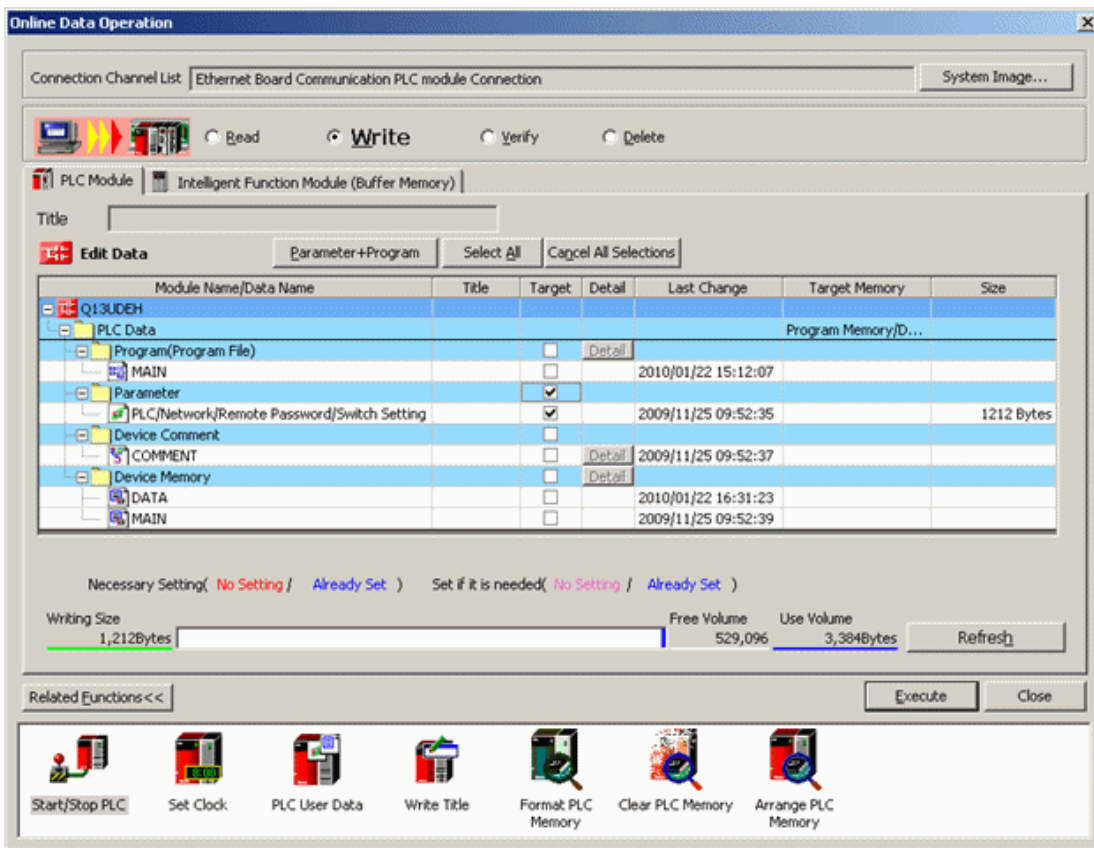 Online Data Operation
Connection Channel List Ethernet Board Communication PLC module Connection System Image...
Read Write Verify Delete
PLC Module Intelligent Function Module (Buffer Memory)
Title
Edit Data Parameter+Program Select All Cancel All Selections
Module Name/Data Name Title Target Detail Last Change Target Memory Size
Q13UDEH
PLC Data Program Memory/D...
Program(Program File) Detail
MAIN 2010/01/22 15:12:07
Parameter
PLC/Network/Remote Password/Switch Setting 2009/11/25 09:52:35 1212 Bytes
Device Comment
COMMENT Detail 2009/11/25 09:52:37
Device Memory Detail
DATA 2010/01/22 16:31:23
MAIN 2009/11/25 09:52:39
Necessary Setting( No Setting / Already Set ) Set if it is needed( No Setting / Already Set )
Writing Size Free Volume Use Volume
1,212Bytes 529,096 3,384Bytes Refresh
Related Functions<< Execute Close
Start/Stop PLC Set Clock PLC User Data Write Title Format PLC Memory Clear PLC Memory Arrange PLC Memory